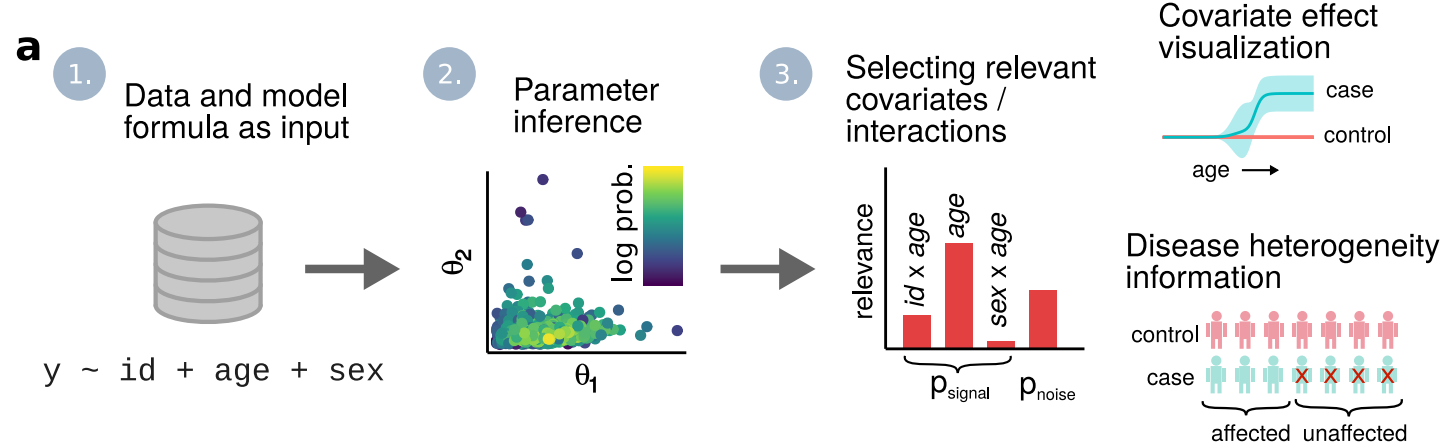 a
1.
Data and model
formula as input
y ~ id + age + sex
2.
Parameter
inference
log prob.
θ2
θ1
3.
Selecting relevant
covariates /
interactions
relevance
id x age
age
sex x age
psignal
pnoise
Covariate effect
visualization
case
control
age
Disease heterogeneity
information
control
case
X X X X
affected unaffected